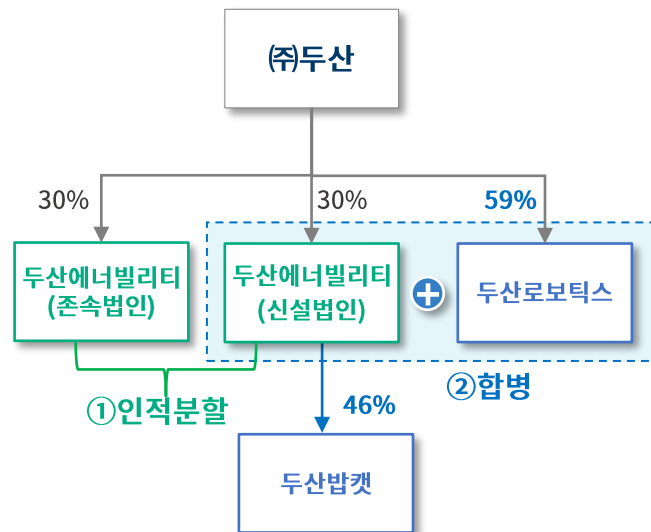 ㈜두산
30%
30%
59%
두산에너빌리티
(존속법인)
두산에너빌리티
(신설법인)
두산로보틱스
①인적분할
②합병
46%
두산밥캣